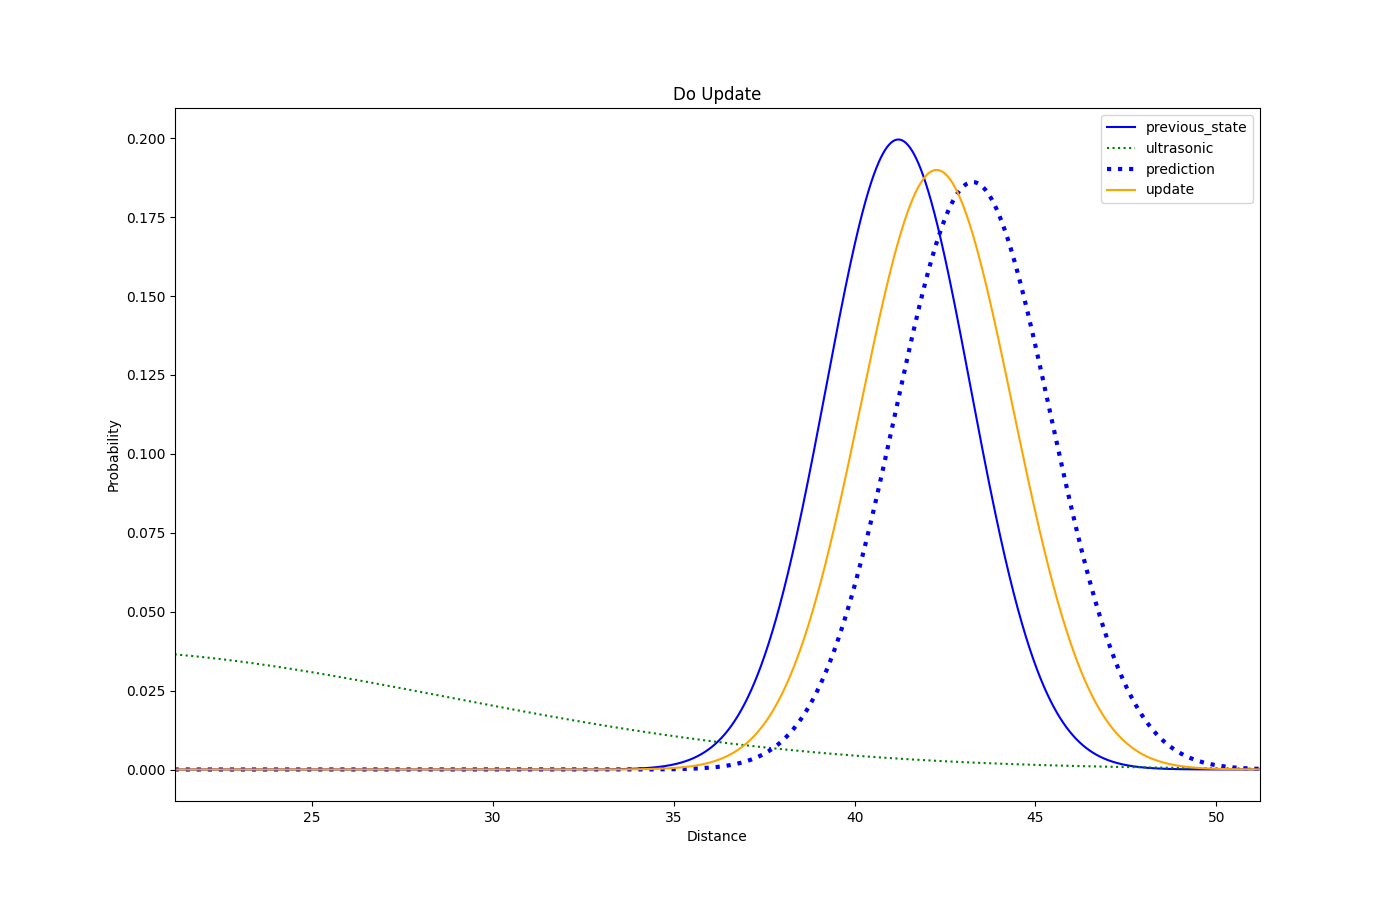 Do Update
previous_state
ultrasonic
prediction
update
0.200
0.175
0.150
0.125
0.100
0.075
0.050
0.025
0.000
Probability
25 30 35 40 45 50
Distance